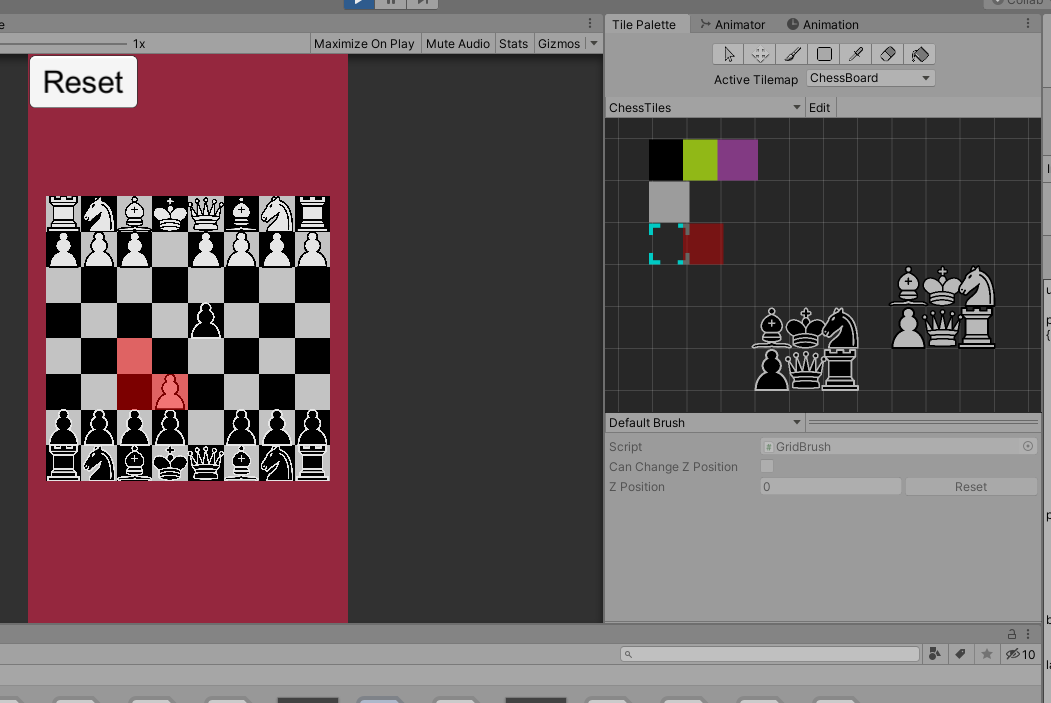 Tile Palette Animator Animation
1x Maximize On Play Mute Audio Stats Gizmos
Reset
Active Tilemap ChessBoard
ChessTiles Edit
Default Brush
Script GridBrush
Can Change Z Position
Z Position 0 Reset
10